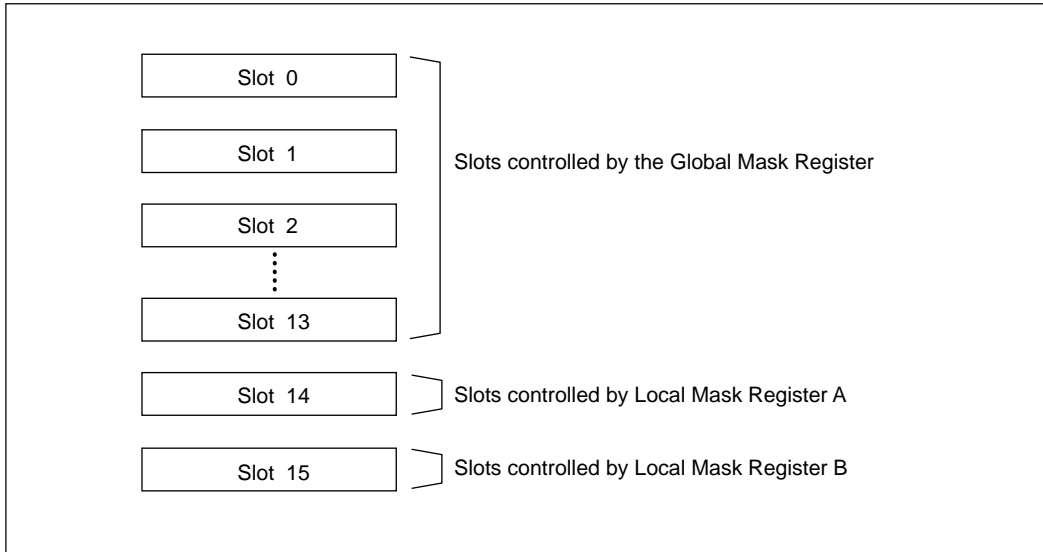 Slot 0
Slot 1
Slots controlled by the Global Mask Register
Slot 2
Slot 13
Slot 14
Slots controlled by Local Mask Register A
Slot 15
Slots controlled by Local Mask Register B